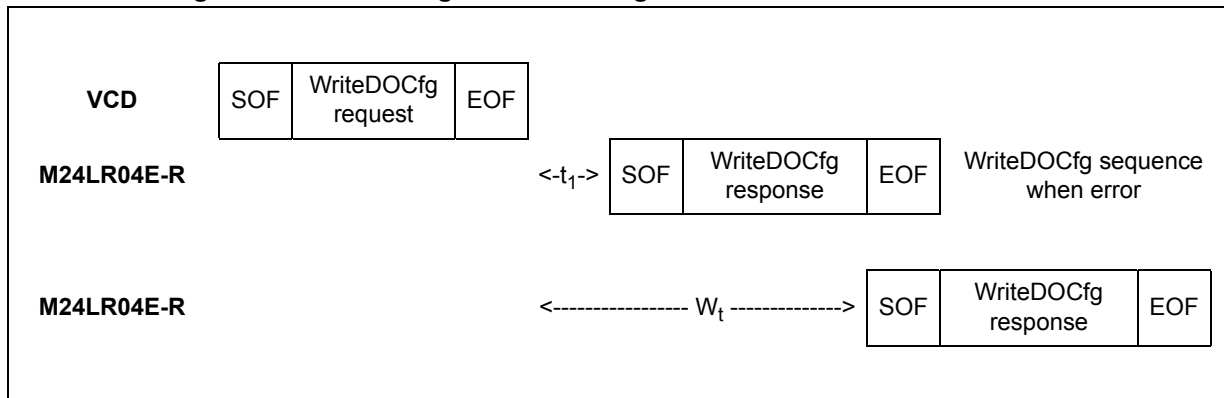 VCD
SOF
WriteDOCfg
request
EOF
M24LR04E-R
<-t1->
SOF
WriteDOCfg
response
EOF
WriteDOCfg sequence
when error
M24LR04E-R
<----------------- Wt -------------->
SOF
WriteDOCfg
response
EOF